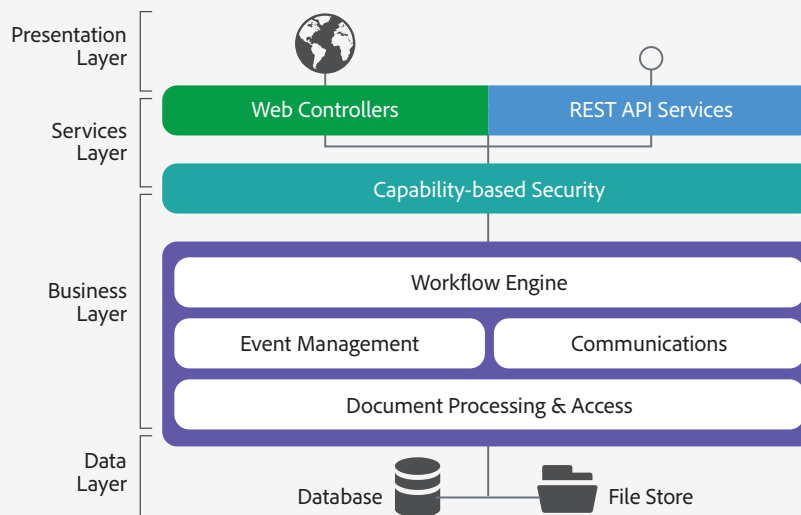 Presentation
Layer
Web Controllers
REST API Services
Services
Layer
Capability-based Security
Business
Layer
Workflow Engine
Event Management
Communications
Document Processing & Access
Data
Layer
Database
File Store